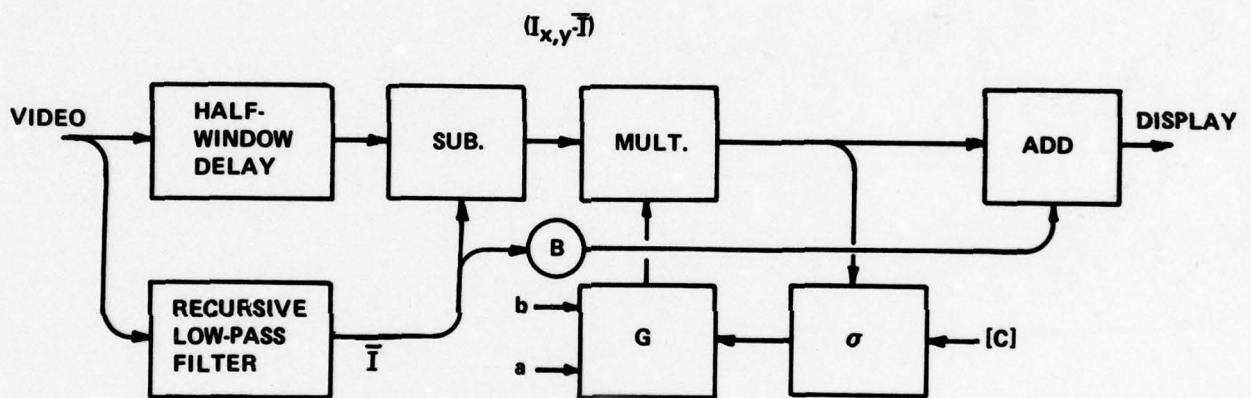 (I_x,y-Ī)
VIDEO
HALF-
WINDOW
DELAY
SUB.
MULT.
ADD
DISPLAY
B
RECURSIVE
LOW-PASS
FILTER
Ī
b
a
G
σ
[C]